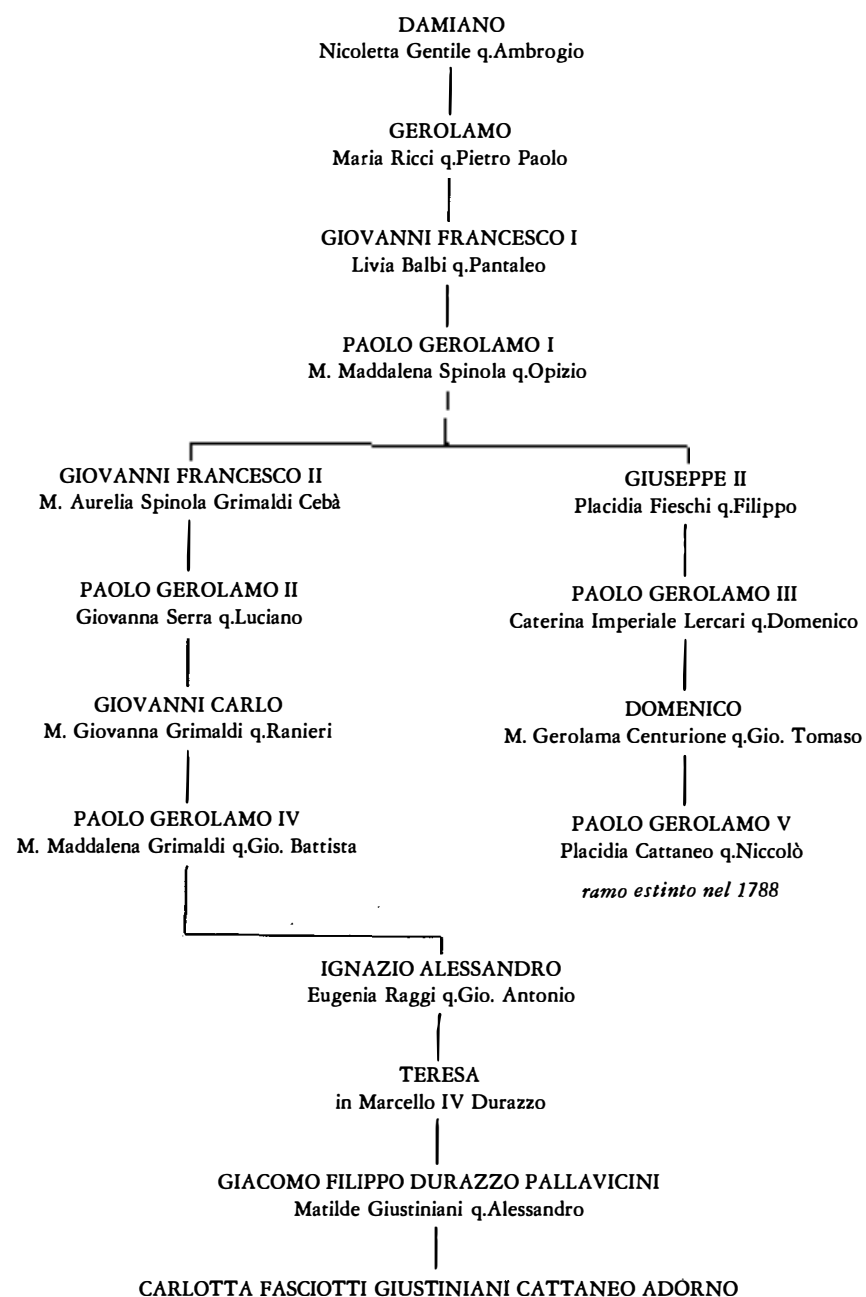 DAMIANO
Nicoletta Gentile q.Ambrogio
GEROLAMO
Maria Ricci q.Pietro Paolo
GIOVANNI FRANCESCO I
Livia Balbi q.Pantaleo
PAOLO GEROLAMO I
M. Maddalena Spinola q.Opizio
GIOVANNI FRANCESCO II
M. Aurelia Spinola Grimaldi Cebà
PAOLO GEROLAMO II
Giovanna Serra q.Luciano
GIOVANNI CARLO
M. Giovanna Grimaldi q.Ranieri
PAOLO GEROLAMO IV
M. Maddalena Grimaldi q.Gio. Battista
GIUSEPPE II
Placidia Fieschi q.Filippo
PAOLO GEROLAMO III
Caterina Imperiale Lercari q.Domenico
DOMENICO
M. Gerolama Centurione q.Gio. Tomaso
PAOLO GEROLAMO V
Placidia Cattaneo q.Niccolò
ramo estinto nel 1788
IGNAZIO ALESSANDRO
Eugenia Raggi q.Gio. Antonio
TERESA
in Marcello IV Durazzo
GIACOMO FILIPPO DURAZZO PALLAVICINI
Matilde Giustiniani q.Alessandro
CARLOTTA FASCIOTTI GIUSTINIANI CATTANEO ADORNO